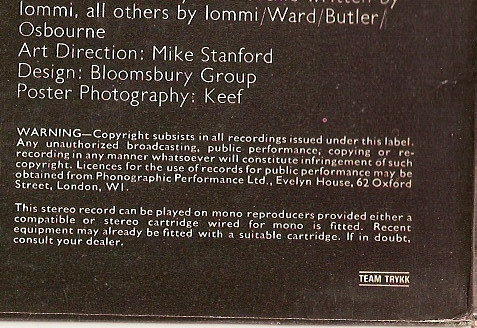 Iommi, all others by Iommi/Ward/Butler/
Osbourne
Art Direction: Mike Stanford
Design: Bloomsbury Group
Poster Photography: Keef
WARNING—Copyright subsists in all recordings issued under this label.
Any unauthorized broadcasting, public performance, copying or re-
recording in any manner whatsoever will constitute infringement of such
copyright. Licences for the use of records for public performance may be
obtained from Phonographic Performance Ltd., Evelyn House, 62 Oxford
Street, London, W1.
This stereo record can be played on mono reproducers provided either a
compatible or stereo cartridge wired for mono is fitted. Recent
equipment may already be fitted with a suitable cartridge. If in doubt,
consult your dealer.
TEAM TRYKK